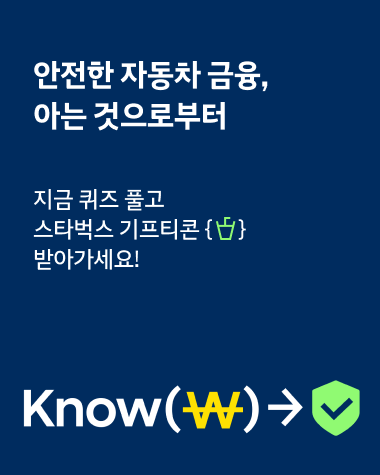 안전한 자동차 금융,
아는 것으로부터
지금 퀴즈 풀고
스타벅스 기프티콘 { }
받아가세요!
Know(₩)→